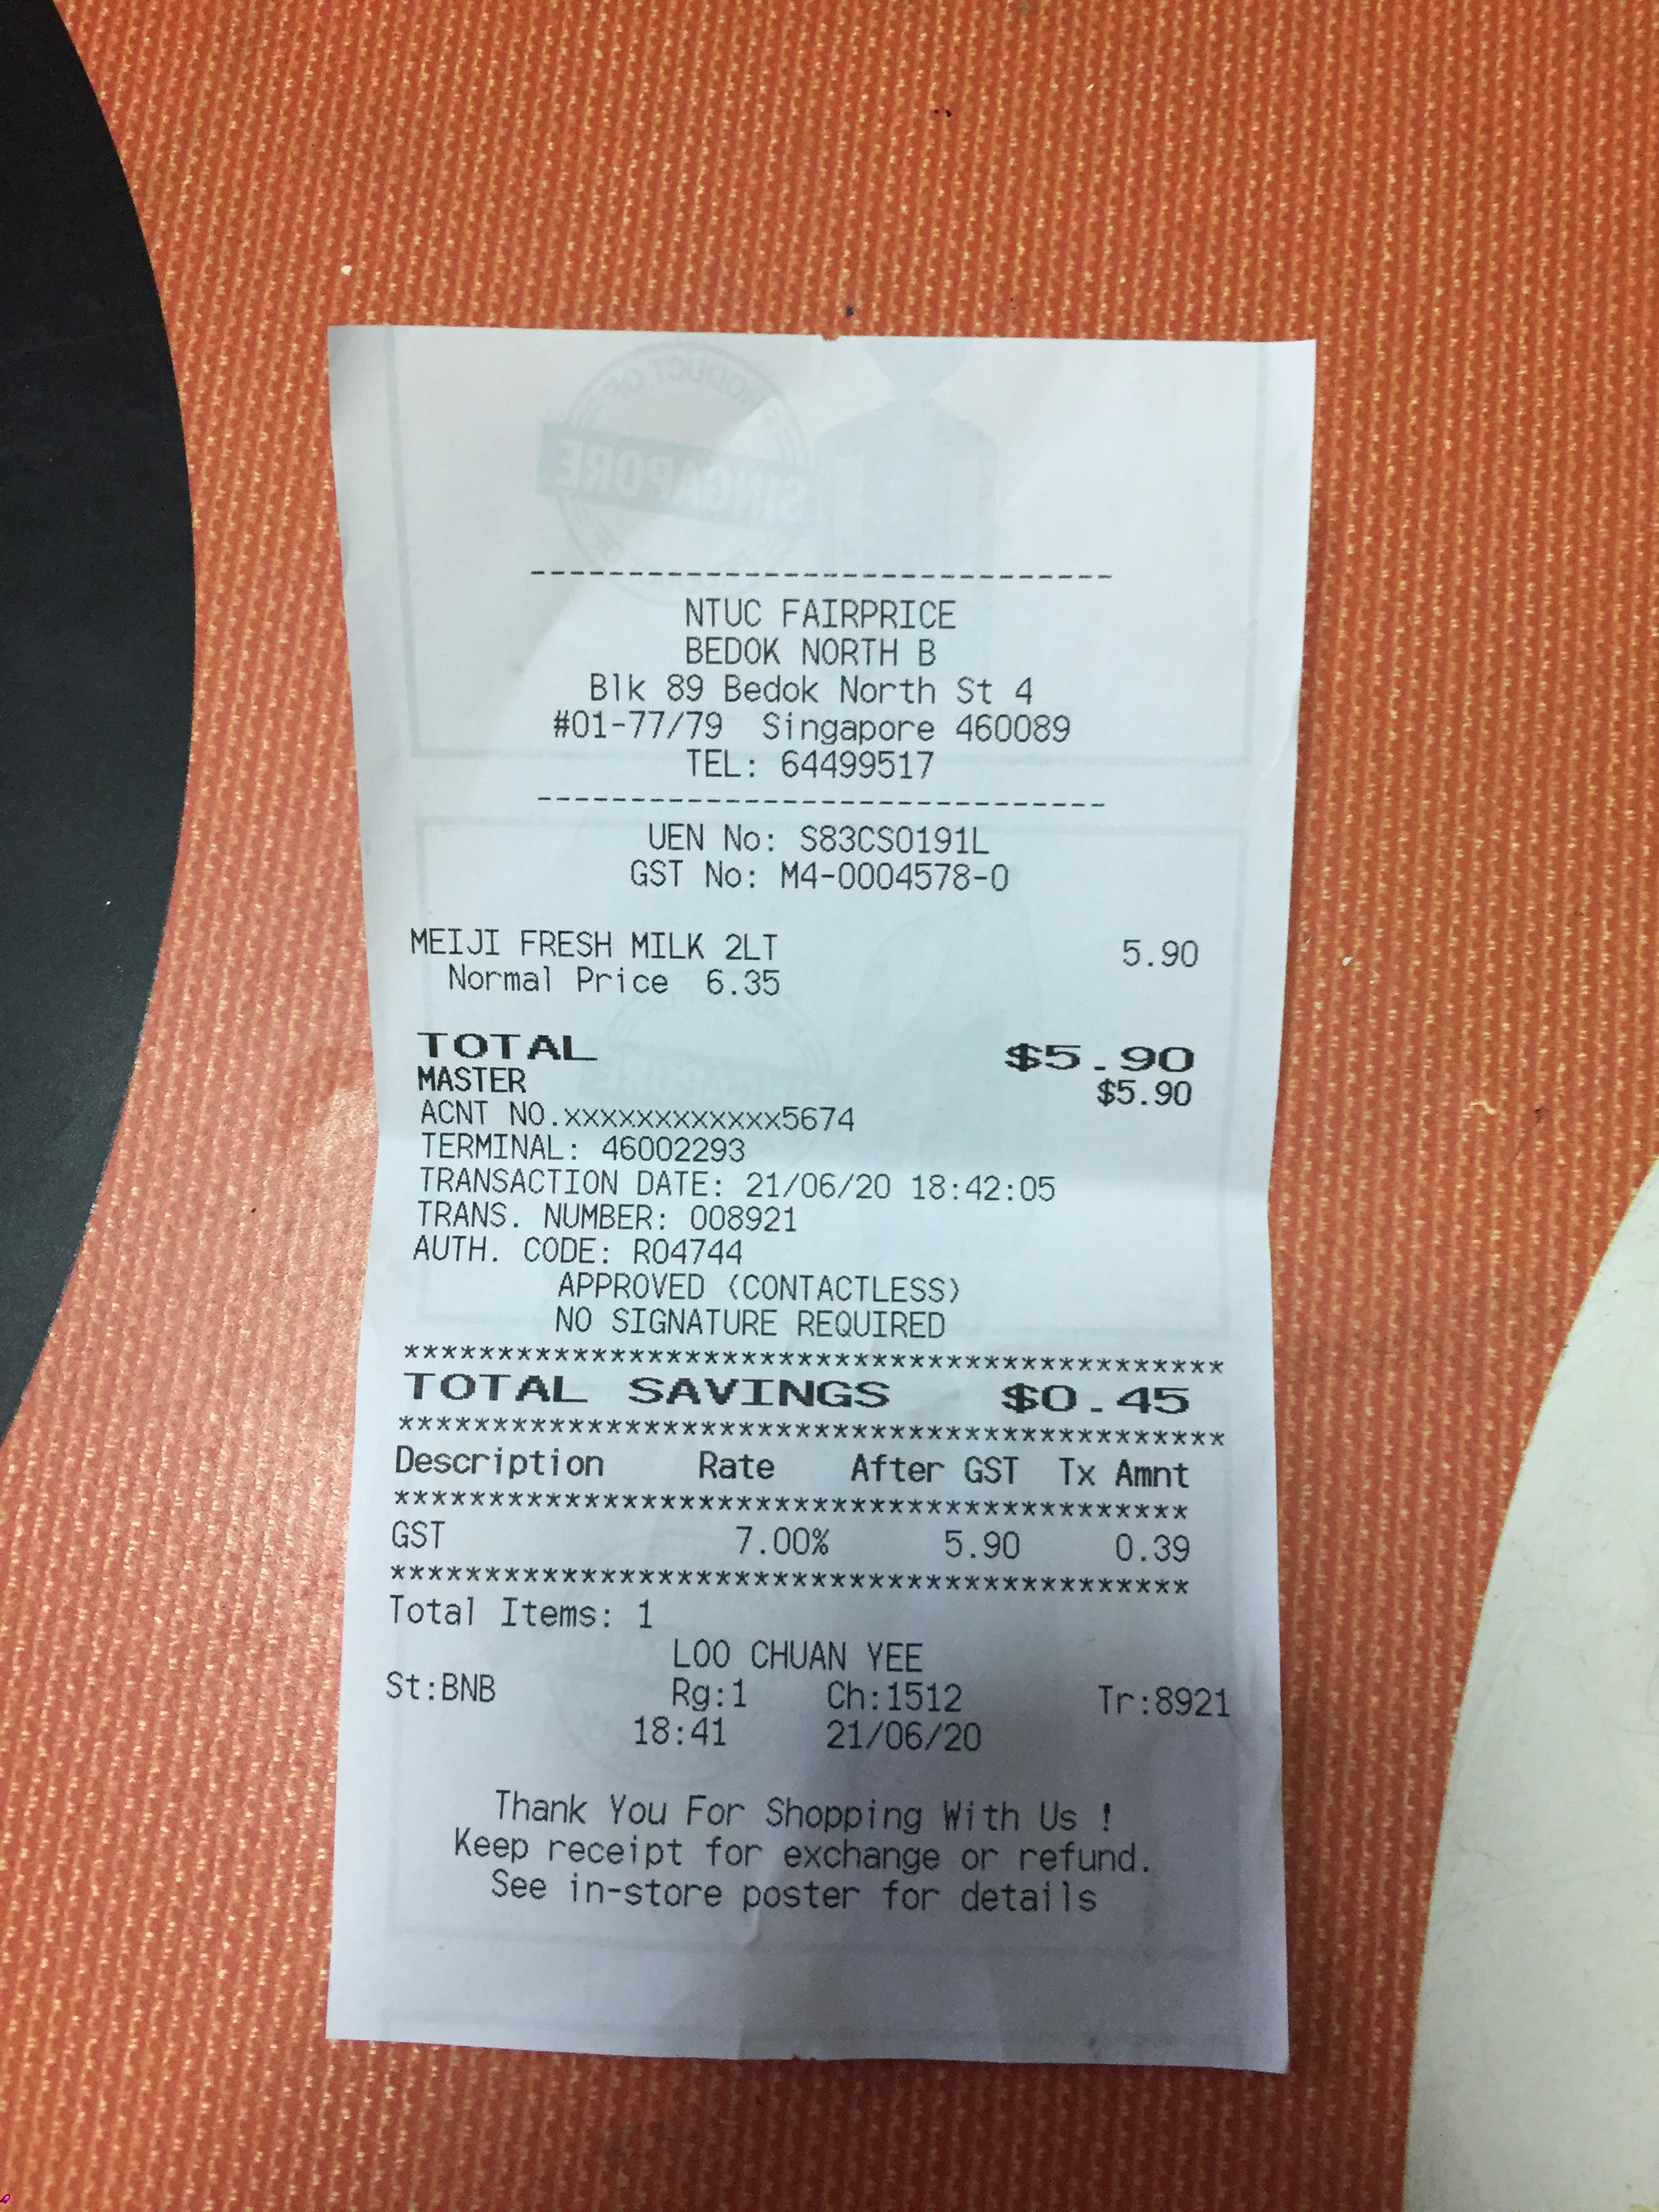 ------------------------------
NTUC FAIRPRICE
BEDOK NORTH B
Blk 89 Bedok North St 4
#01-77/79 Singapore 460089
TEL: 64499517
------------------------------
UEN No: S83CS0191L
GST No: M4-0004578-0
MEIJI FRESH MILK 2LT 5.90
Normal Price 6.35
TOTAL $5.90
MASTER $5.90
ACNT NO.xxxxxxxxxxxx5674
TERMINAL: 46002293
TRANSACTION DATE: 21/06/20 18:42:05
TRANS. NUMBER: 008921
AUTH. CODE: R04744
APPROVED (CONTACTLESS)
NO SIGNATURE REQUIRED
********************************************
TOTAL SAVINGS $0.45
********************************************
Description Rate After GST Tx Amnt
******************************************
GST 7.00% 5.90 0.39
******************************************
Total Items: 1
LOO CHUAN YEE
St:BNB Rg:1 Ch:1512 Tr:8921
18:41 21/06/20
Thank You For Shopping With Us !
Keep receipt for exchange or refund.
See in-store poster for details